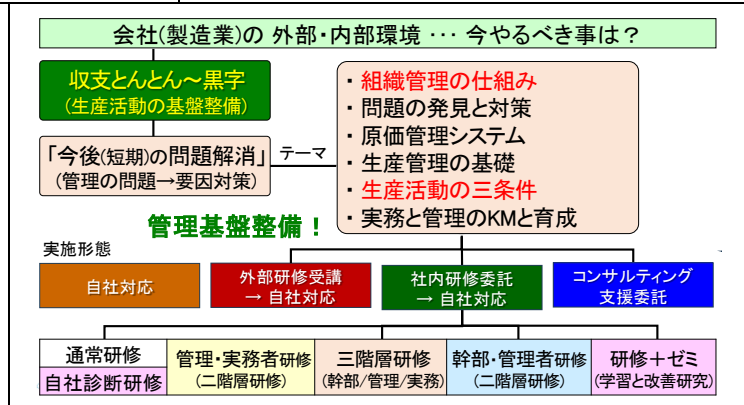 会社(製造業)の 外部・内部環境 ・・・ 今やるべき事は？
収支とんとん～黒字
(生産活動の基盤整備)
「今後(短期)の問題解消」
(管理の問題→要因対策)
テーマ
・ 組織管理の仕組み
・ 問題の発見と対策
・ 原価管理システム
・ 生産管理の基礎
・ 生産活動の三条件
・ 実務と管理のKMと育成
管理基盤整備！
実施形態
自社対応
外部研修受講
→ 自社対応
社内研修委託
→ 自社対応
コンサルティング
支援委託
通常研修
自社診断研修
管理・実務者研修
(二階層研修)
三階層研修
(幹部/管理/実務)
幹部・管理者研修
(二階層研修)
研修＋ゼミ
(学習と改善研究)